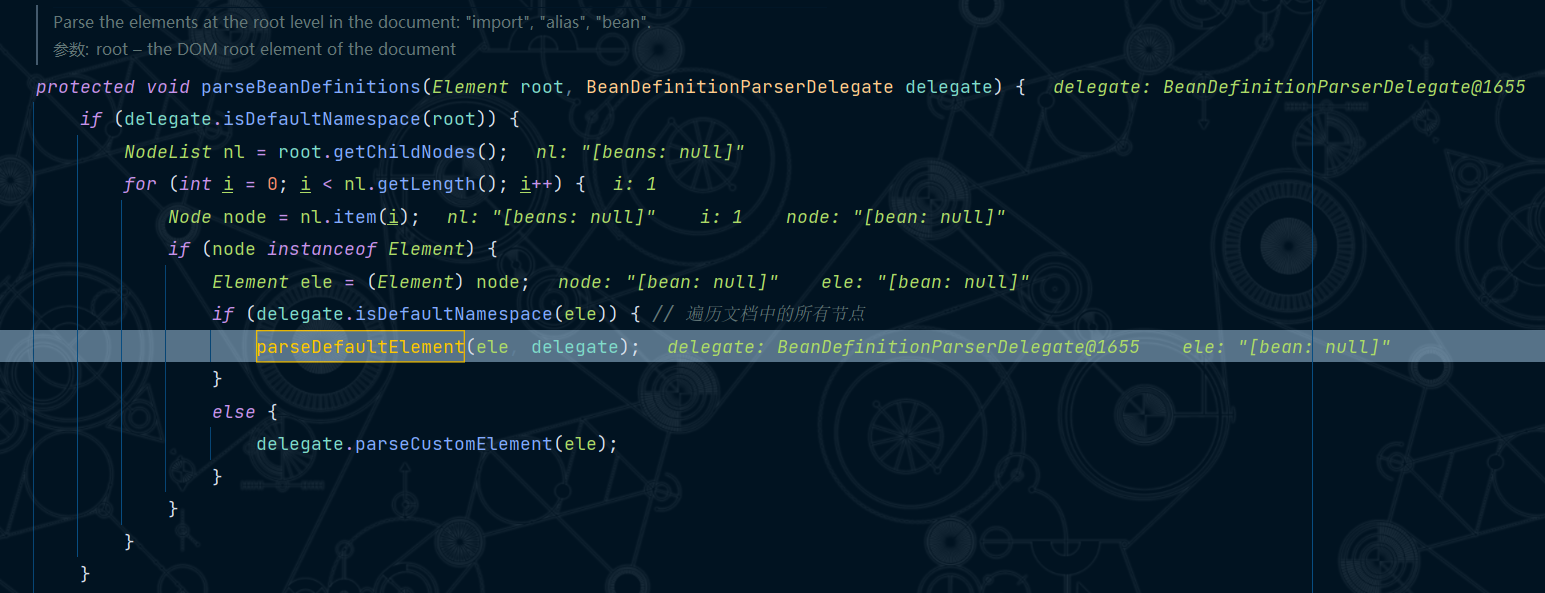 Parse the elements at the root level in the document: "import", "alias", "bean".
参数: root – the DOM root element of the document
protected void parseBeanDefinitions(Element root, BeanDefinitionParserDelegate delegate) {   delegate: BeanDefinitionParserDelegate@1655
    if (delegate.isDefaultNamespace(root)) {
        NodeList nl = root.getChildNodes();   nl: "[beans: null]"
        for (int i = 0; i < nl.getLength(); i++) {   i: 1
            Node node = nl.item(i);   nl: "[beans: null]"    i: 1    node: "[bean: null]"
            if (node instanceof Element) {
                Element ele = (Element) node;   node: "[bean: null]"    ele: "[bean: null]"
                if (delegate.isDefaultNamespace(ele)) { // 遍历文档中的所有节点
                    parseDefaultElement(ele, delegate);   delegate: BeanDefinitionParserDelegate@1655    ele: "[bean: null]"
                }
                else {
                    delegate.parseCustomElement(ele);
                }
            }
        }
    }